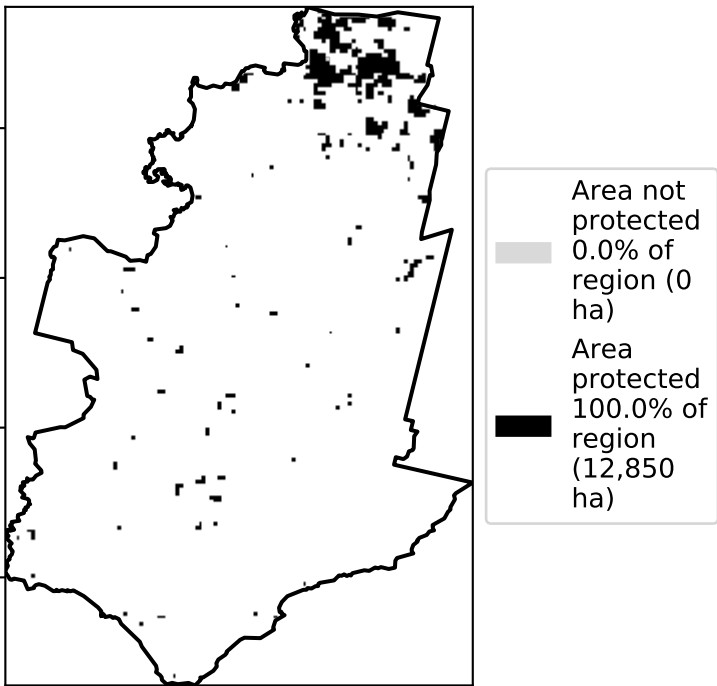 Area not
protected
0.0% of
region (0
ha)
Area
protected
100.0% of
region
(12,850
ha)